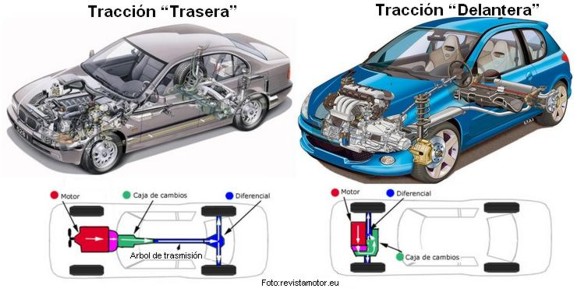 Tracción “Trasera”
Tracción “Delantera”
Motor
Caja de cambios
Diferencial
Arbol de trasmisión
Motor
Diferencial
Caja de cambios
Foto:revistamotor.eu